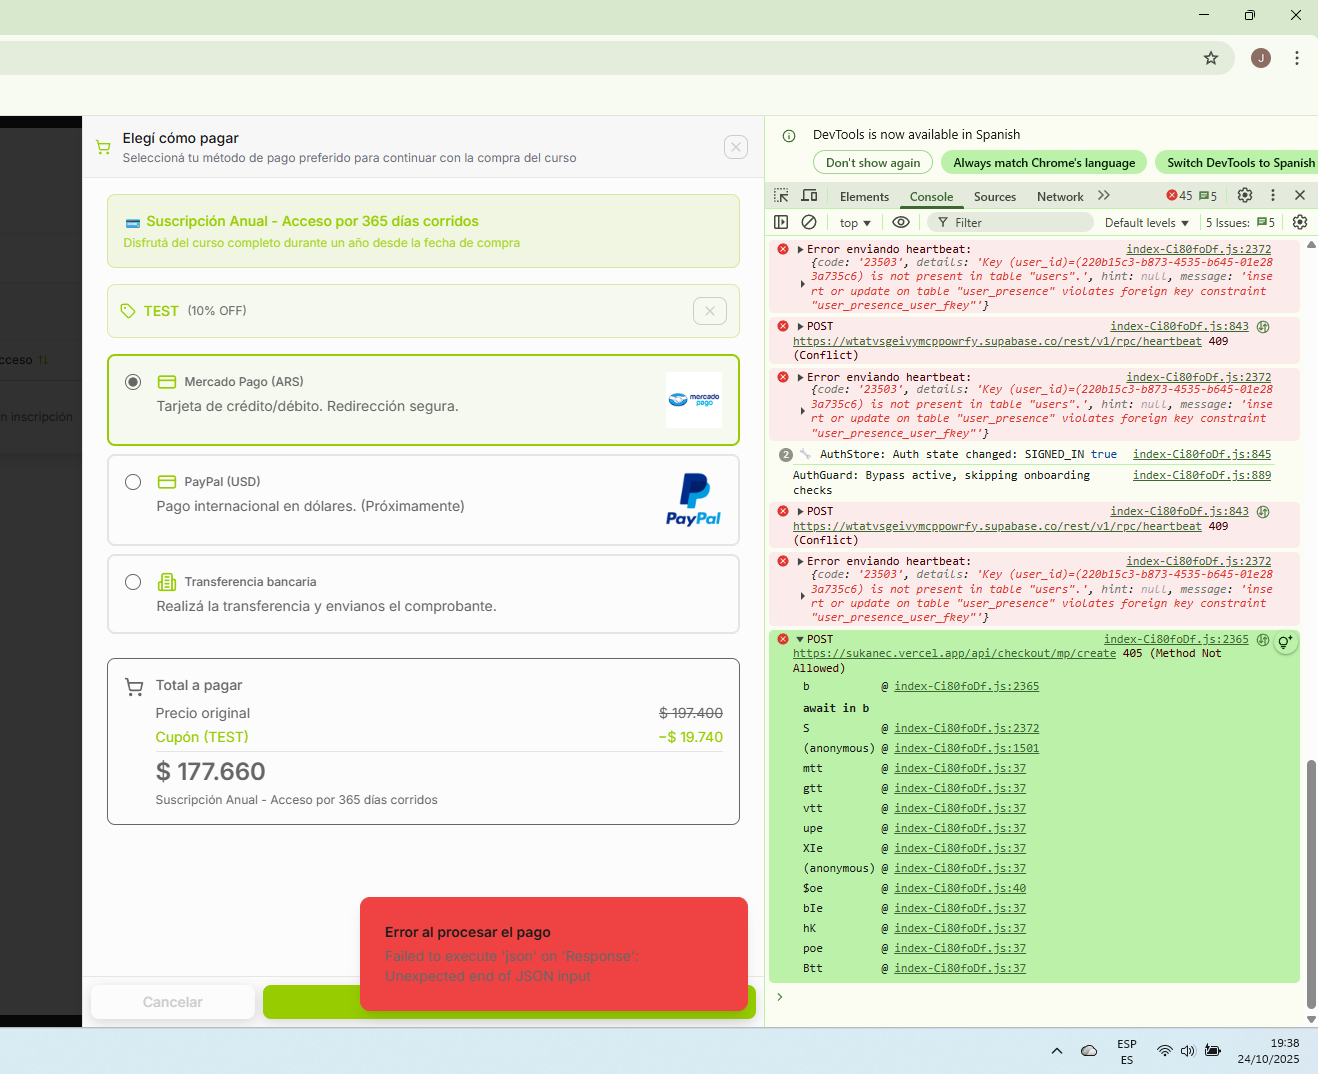 J
Elegí cómo pagar
Seleccioná tu método de pago preferido para continuar con la compra del curso
Suscripción Anual - Acceso por 365 días corridos
Disfrutá del curso completo durante un año desde la fecha de compra
TEST (10% OFF)
cceso
n inscripción
Mercado Pago (ARS)
Tarjeta de crédito/débito. Redirección segura.
mercado
pago
PayPal (USD)
Pago internacional en dólares. (Próximamente)
PayPal
Transferencia bancaria
Realizá la transferencia y envianos el comprobante.
Total a pagar
Precio original $ 197.400
Cupón (TEST) −$ 19.740
$ 177.660
Suscripción Anual - Acceso por 365 días corridos
Error al procesar el pago
Failed to execute 'json' on 'Response':
Unexpected end of JSON input
Cancelar
DevTools is now available in Spanish
Don't show again Always match Chrome's language Switch DevTools to Spanish
Elements Console Sources Network 45 5
top Filter Default levels 5 Issues: 5
Error enviando heartbeat: index-Ci80foDf.js:2372
{code: '23503', details: 'Key (user_id)=(220b15c3-b873-4535-b645-01e28
3a735c6) is not present in table "users".', hint: null, message: 'inse
rt or update on table "user_presence" violates foreign key constraint
"user_presence_user_fkey"'}
POST index-Ci80foDf.js:843
https://wtatvsgeivymcppowrfy.supabase.co/rest/v1/rpc/heartbeat 409
(Conflict)
Error enviando heartbeat: index-Ci80foDf.js:2372
{code: '23503', details: 'Key (user_id)=(220b15c3-b873-4535-b645-01e28
3a735c6) is not present in table "users".', hint: null, message: 'inse
rt or update on table "user_presence" violates foreign key constraint
"user_presence_user_fkey"'}
2 AuthStore: Auth state changed: SIGNED_IN true index-Ci80foDf.js:845
AuthGuard: Bypass active, skipping onboarding index-Ci80foDf.js:889
checks
POST index-Ci80foDf.js:843
https://wtatvsgeivymcppowrfy.supabase.co/rest/v1/rpc/heartbeat 409
(Conflict)
Error enviando heartbeat: index-Ci80foDf.js:2372
{code: '23503', details: 'Key (user_id)=(220b15c3-b873-4535-b645-01e28
3a735c6) is not present in table "users".', hint: null, message: 'inse
rt or update on table "user_presence" violates foreign key constraint
"user_presence_user_fkey"'}
POST index-Ci80foDf.js:2365
https://sukanec.vercel.app/api/checkout/mp/create 405 (Method Not
Allowed)
b @ index-Ci80foDf.js:2365
await in b
S @ index-Ci80foDf.js:2372
(anonymous) @ index-Ci80foDf.js:1501
mtt @ index-Ci80foDf.js:37
gtt @ index-Ci80foDf.js:37
vtt @ index-Ci80foDf.js:37
upe @ index-Ci80foDf.js:37
XIe @ index-Ci80foDf.js:37
(anonymous) @ index-Ci80foDf.js:37
$oe @ index-Ci80foDf.js:40
bIe @ index-Ci80foDf.js:37
hK @ index-Ci80foDf.js:37
poe @ index-Ci80foDf.js:37
Btt @ index-Ci80foDf.js:37
ESP
ES
19:38
24/10/2025